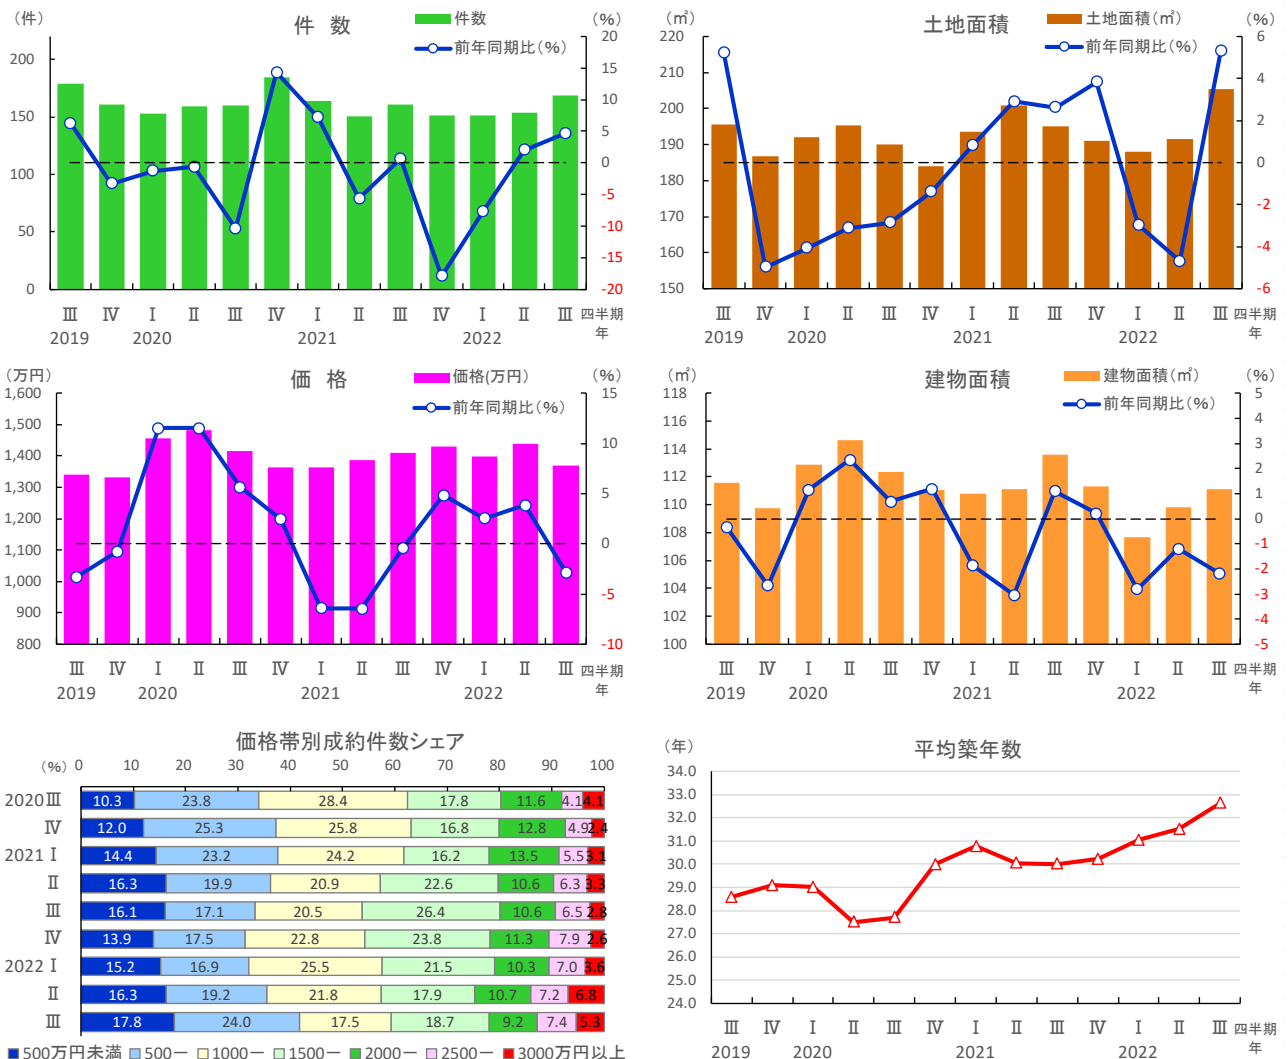 件　数
(件)
(%)
件数
前年同期比(%)
200
150
100
50
0
20
15
10
5
0
-5
-10
-15
-20
Ⅲ Ⅳ Ⅰ Ⅱ Ⅲ Ⅳ Ⅰ Ⅱ Ⅲ Ⅳ Ⅰ Ⅱ Ⅲ 四半期
2019 2020 2021 2022 年
土地面積
(㎡)
(%)
土地面積(㎡)
前年同期比(%)
220
210
200
190
180
170
160
150
6
4
2
0
-2
-4
-6
Ⅲ Ⅳ Ⅰ Ⅱ Ⅲ Ⅳ Ⅰ Ⅱ Ⅲ Ⅳ Ⅰ Ⅱ Ⅲ 四半期
2019 2020 2021 2022 年
価　格
(万円)
(%)
価格(万円)
前年同期比(%)
1,600
1,500
1,400
1,300
1,200
1,100
1,000
900
800
15
10
5
0
-5
-10
Ⅲ Ⅳ Ⅰ Ⅱ Ⅲ Ⅳ Ⅰ Ⅱ Ⅲ Ⅳ Ⅰ Ⅱ Ⅲ 四半期
2019 2020 2021 2022 年
建物面積
(㎡)
(%)
建物面積(㎡)
前年同期比(%)
118
116
114
112
110
108
106
104
102
100
5
4
3
2
1
0
-1
-2
-3
-4
-5
Ⅲ Ⅳ Ⅰ Ⅱ Ⅲ Ⅳ Ⅰ Ⅱ Ⅲ Ⅳ Ⅰ Ⅱ Ⅲ 四半期
2019 2020 2021 2022 年
価格帯別成約件数シェア
(%) 0 10 20 30 40 50 60 70 80 90 100
2020Ⅲ 10.3 23.8 28.4 17.8 11.6 4.1 4.1
Ⅳ 12.0 25.3 25.8 16.8 12.8 4.9 2.4
2021 Ⅰ 14.4 23.2 24.2 16.2 13.5 5.5 3.1
Ⅱ 16.3 19.9 20.9 22.6 10.6 6.3 3.3
Ⅲ 16.1 17.1 20.5 26.4 10.6 6.5 2.8
Ⅳ 13.9 17.5 22.8 23.8 11.3 7.9 2.6
2022 Ⅰ 15.2 16.9 25.5 21.5 10.3 7.0 3.6
Ⅱ 16.3 19.2 21.8 17.9 10.7 7.2 6.8
Ⅲ 17.8 24.0 17.5 18.7 9.2 7.4 5.3
500万円未満 500ー 1000ー 1500ー 2000ー 2500ー 3000万円以上
平均築年数
(年)
34.0
33.0
32.0
31.0
30.0
29.0
28.0
27.0
26.0
25.0
24.0
Ⅲ Ⅳ Ⅰ Ⅱ Ⅲ Ⅳ Ⅰ Ⅱ Ⅲ Ⅳ Ⅰ Ⅱ Ⅲ 四半期
2019 2020 2021 2022 年